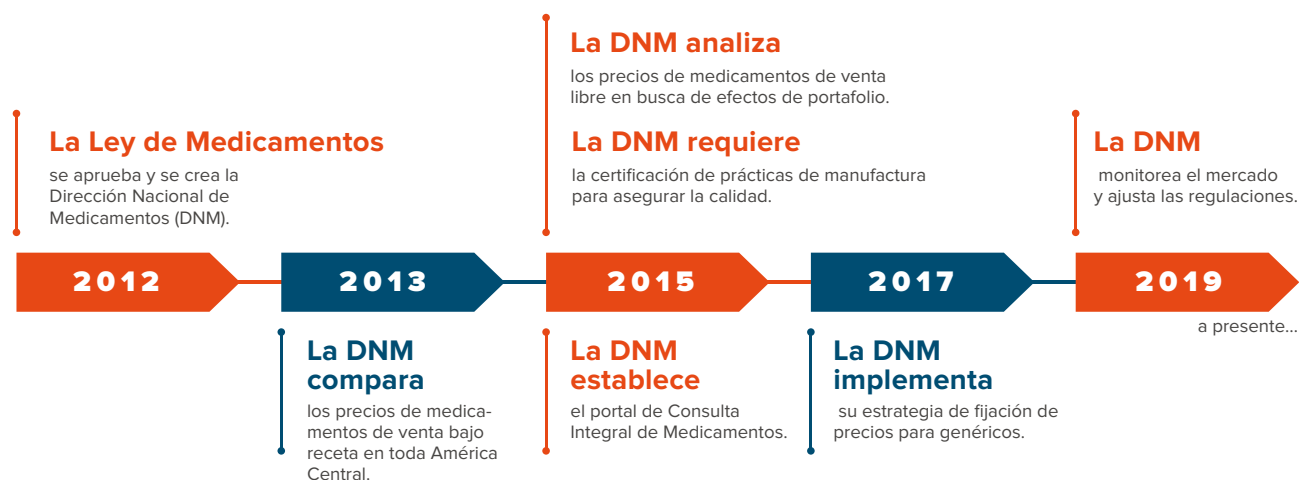 La Ley de Medicamentos
se aprueba y se crea la
Dirección Nacional de
Medicamentos (DNM).
2012
2013
La DNM
compara
los precios de medica-
mentos de venta bajo
receta en toda América
Central.
La DNM analiza
los precios de medicamentos de venta
libre en busca de efectos de portafolio.
La DNM requiere
la certificación de prácticas de manufactura
para asegurar la calidad.
2015
La DNM
establece
el portal de Consulta
Integral de Medicamentos.
2017
La DNM
implementa
su estrategia de fijación de
precios para genéricos.
La DNM
monitorea el mercado
y ajusta las regulaciones.
2019
a presente...